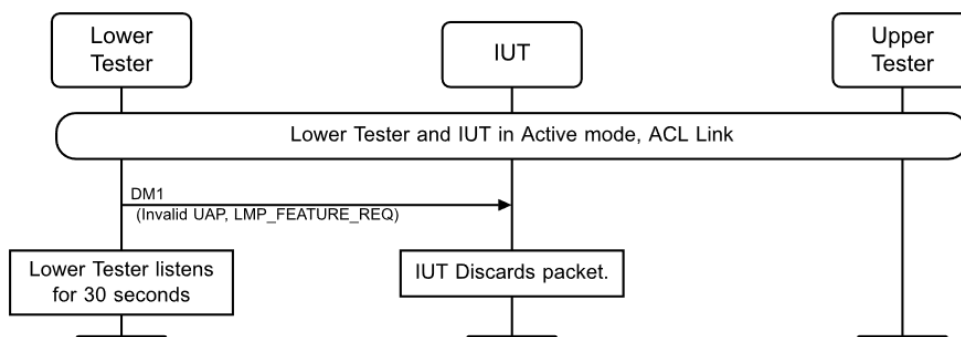 Lower
Tester
IUT
Upper
Tester
Lower Tester and IUT in Active mode, ACL Link
DM1
(Invalid UAP, LMP_FEATURE_REQ)
Lower Tester listens
for 30 seconds
IUT Discards packet.